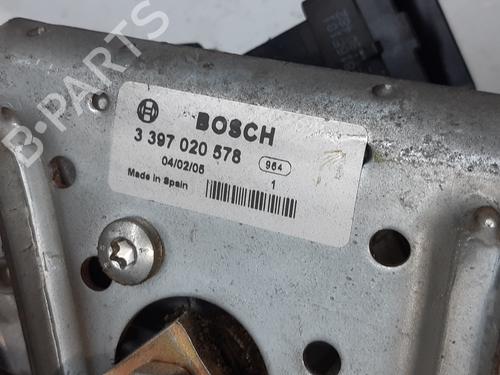 B-PARTS
BOSCH
3 397 020 578
04/02/05
964
Made in Spain
1